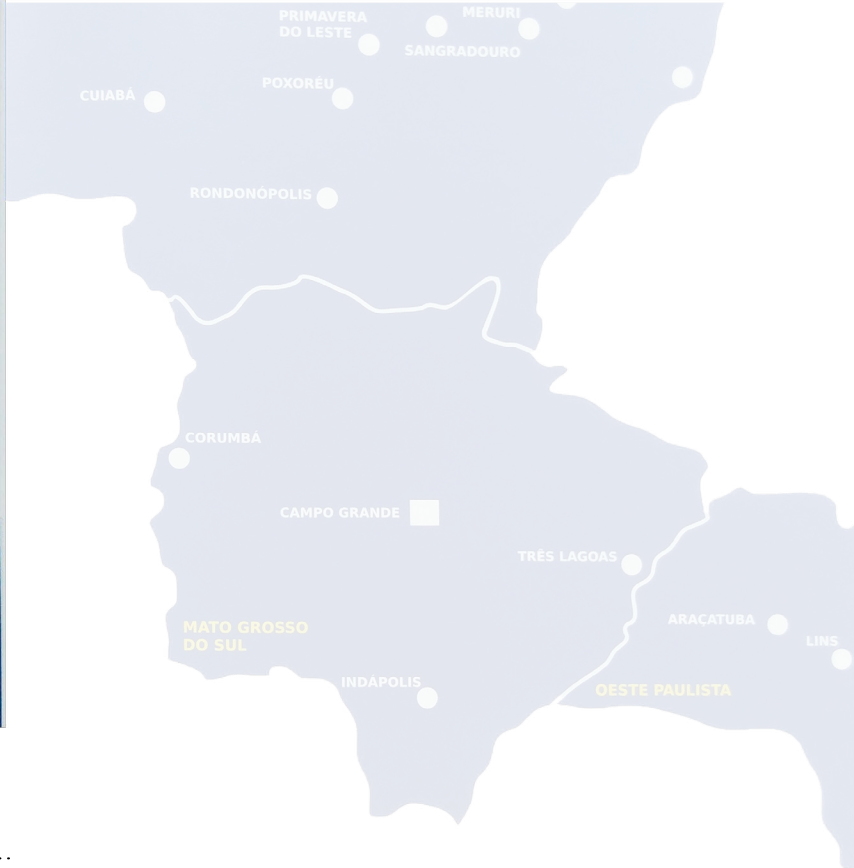 PRIMAVERA
DO LESTE
MERURI
SANGRADOURO
POXORÉU
CUIABÁ
RONDONÓPOLIS
CORUMBÁ
CAMPO GRANDE
TRÊS LAGOAS
ARAÇATUBA
LINS
MATO GROSSO
DO SUL
INDÁPOLIS
OESTE PAULISTA